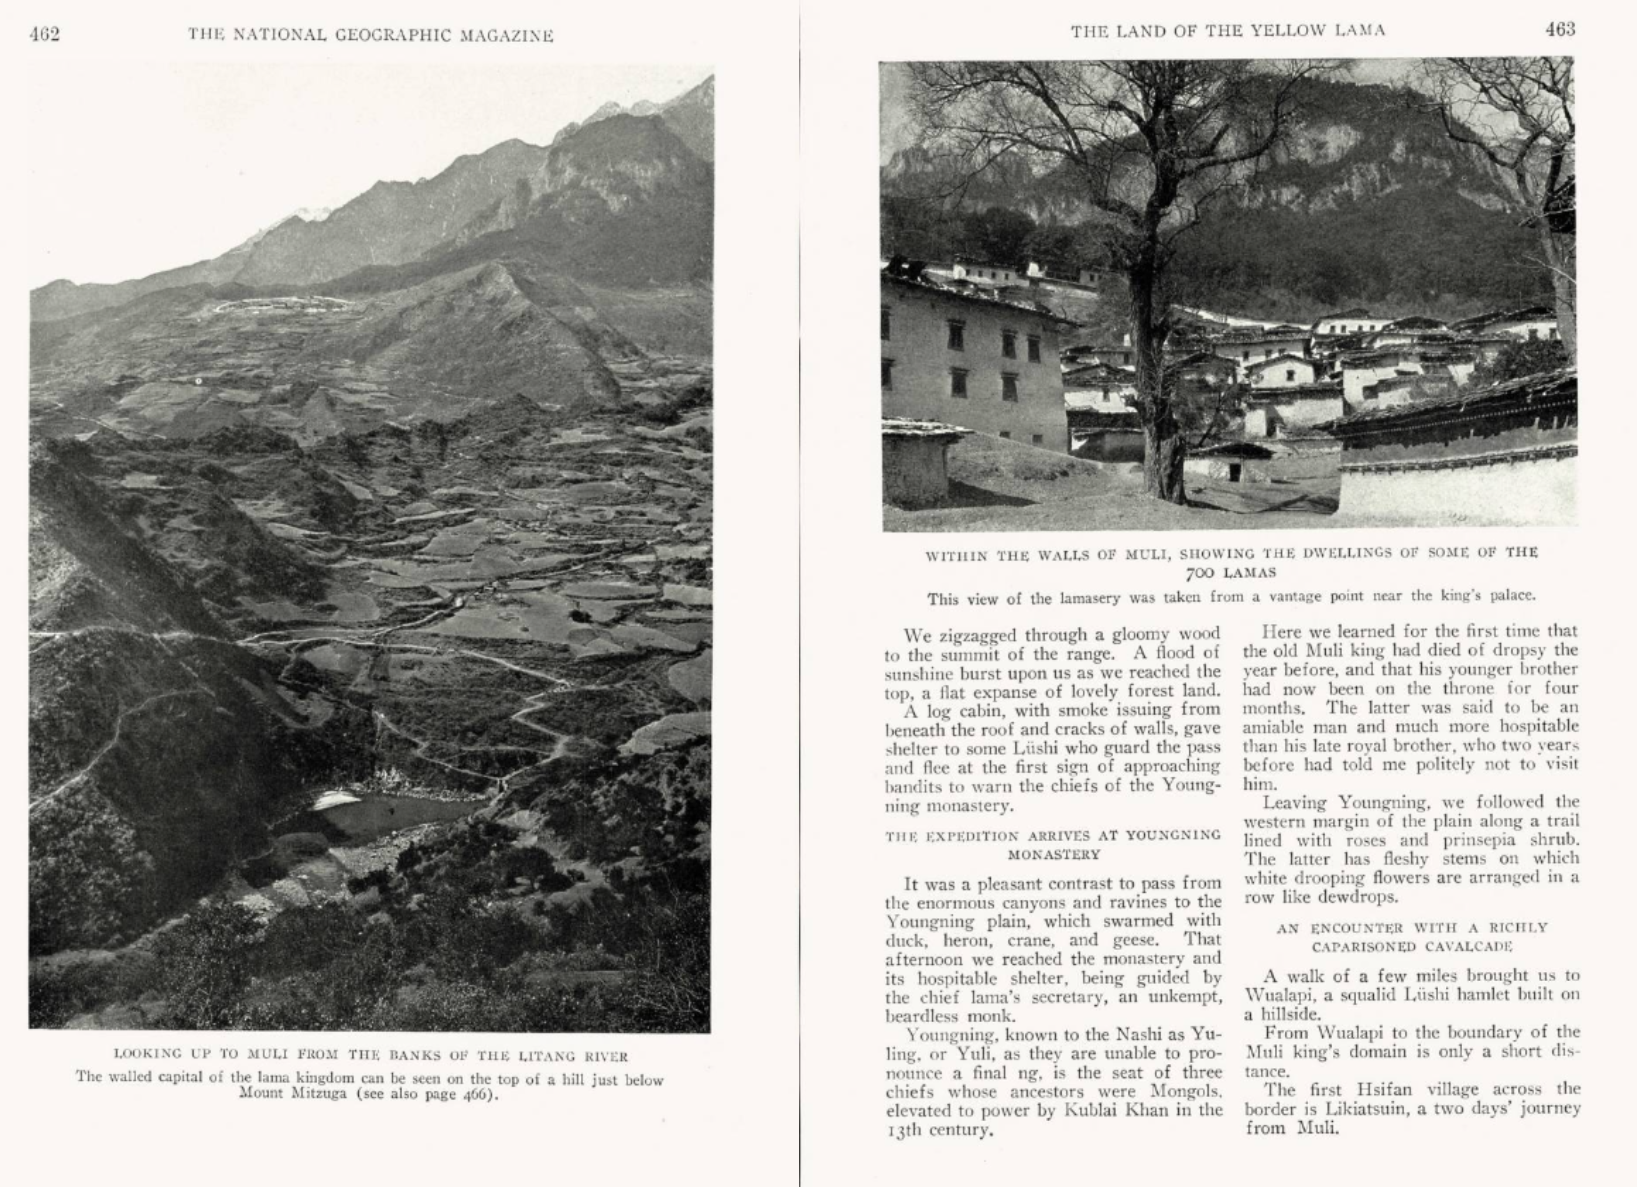 462
THE NATIONAL GEOGRAPHIC MAGAZINE
LOOKING UP TO MULI FROM THE BANKS OF THE LITANG RIVER
The walled capital of the lama kingdom can be seen on the top of a hill just below
Mount Mitzuga (see also page 466).
THE LAND OF THE YELLOW LAMA
463
WITHIN THE WALLS OF MULI, SHOWING THE DWELLINGS OF SOME OF THE
700 LAMAS
This view of the lamasery was taken from a vantage point near the king's palace.
We zigzagged through a gloomy wood
to the summit of the range. A flood of
sunshine burst upon us as we reached the
top, a flat expanse of lovely forest land.
A log cabin, with smoke issuing from
beneath the roof and cracks of walls, gave
shelter to some Lüshi who guard the pass
and flee at the first sign of approaching
bandits to warn the chiefs of the Young-
ning monastery.
THE EXPEDITION ARRIVES AT YOUNGNING
MONASTERY
It was a pleasant contrast to pass from
the enormous canyons and ravines to the
Youngning plain, which swarmed with
duck, heron, crane, and geese. That
afternoon we reached the monastery and
its hospitable shelter, being guided by
the chief lama's secretary, an unkempt,
beardless monk.
Youngning, known to the Nashi as Yu-
ling, or Yuli, as they are unable to pro-
nounce a final ng, is the seat of three
chiefs whose ancestors were Mongols,
elevated to power by Kublai Khan in the
13th century.
Here we learned for the first time that
the old Muli king had died of dropsy the
year before, and that his younger brother
had now been on the throne for four
months. The latter was said to be an
amiable man and much more hospitable
than his late royal brother, who two years
before had told me politely not to visit
him.
Leaving Youngning, we followed the
western margin of the plain along a trail
lined with roses and prinsepia shrub.
The latter has fleshy stems on which
white drooping flowers are arranged in a
row like dewdrops.
AN ENCOUNTER WITH A RICHLY
CAPARISONED CAVALCADE
A walk of a few miles brought us to
Wualapi, a squalid Lüshi hamlet built on
a hillside.
From Wualapi to the boundary of the
Muli king's domain is only a short dis-
tance.
The first Hsifan village across the
border is Likiatsuin, a two days' journey
from Muli.